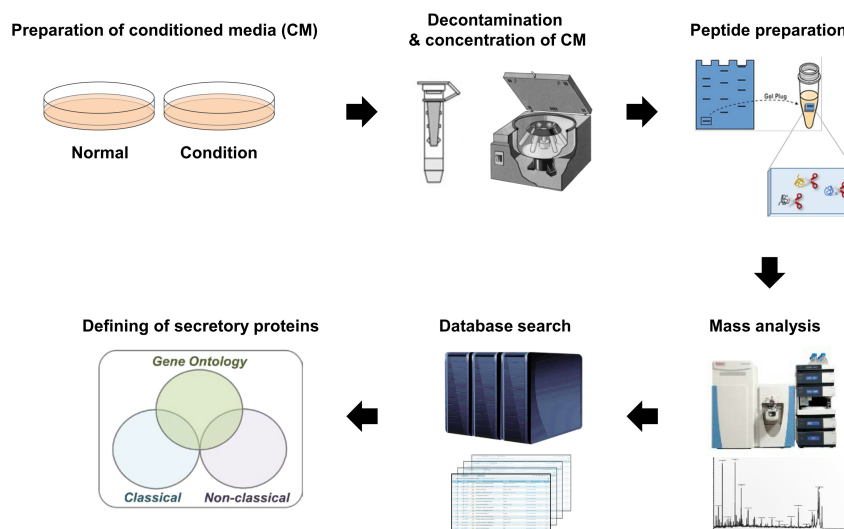 Preparation of conditioned media (CM)
Decontamination
& concentration of CM
Peptide preparation
Gel Plug
Normal
Condition
Defining of secretory proteins
Database search
Mass analysis
Gene Ontology
Classical
Non-classical